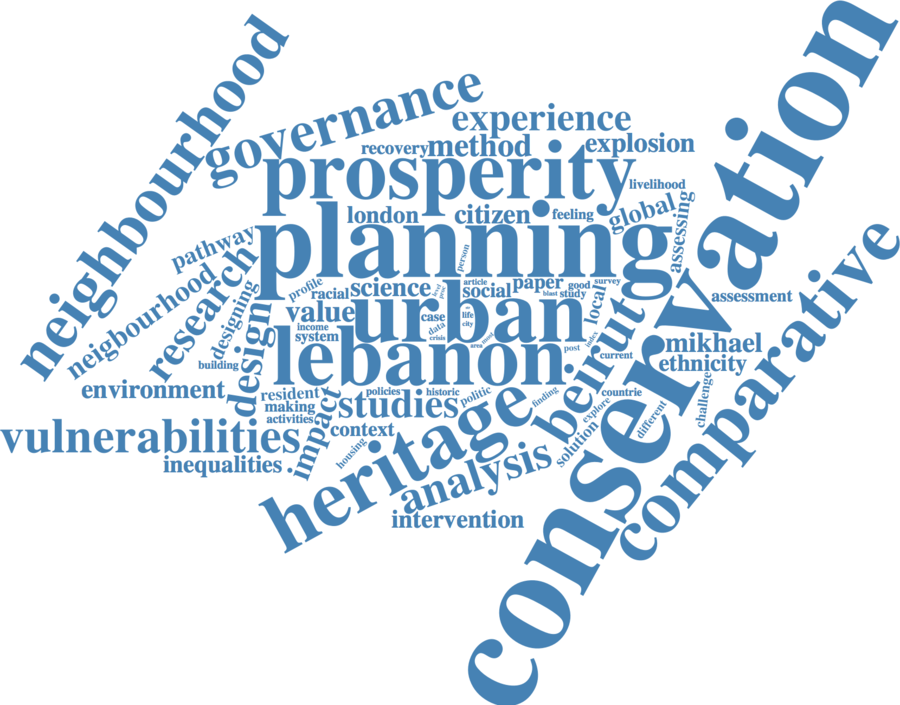 conservation
neighbourhood
governance
experience
recovery
method
explosion
prosperity
livelihood
london
citizen
feeling
global
assessing
pathway
planning
person
neigbourhood
research
designing
profile
racial
science
article
social
paper
good
survey
blast
study
local
assessment
value
urban
case
life
city
data
crisis
income
system
design
building
lebanon
area
post
index
current
beirut
mikhael
ethnicity
comparative
environment
resident
making
activities
policies
historic
politic
finding
explore
countrie
different
challenge
impact
studies
context
housing
heritage
solution
vulnerabilities
inequalities
analysis
intervention